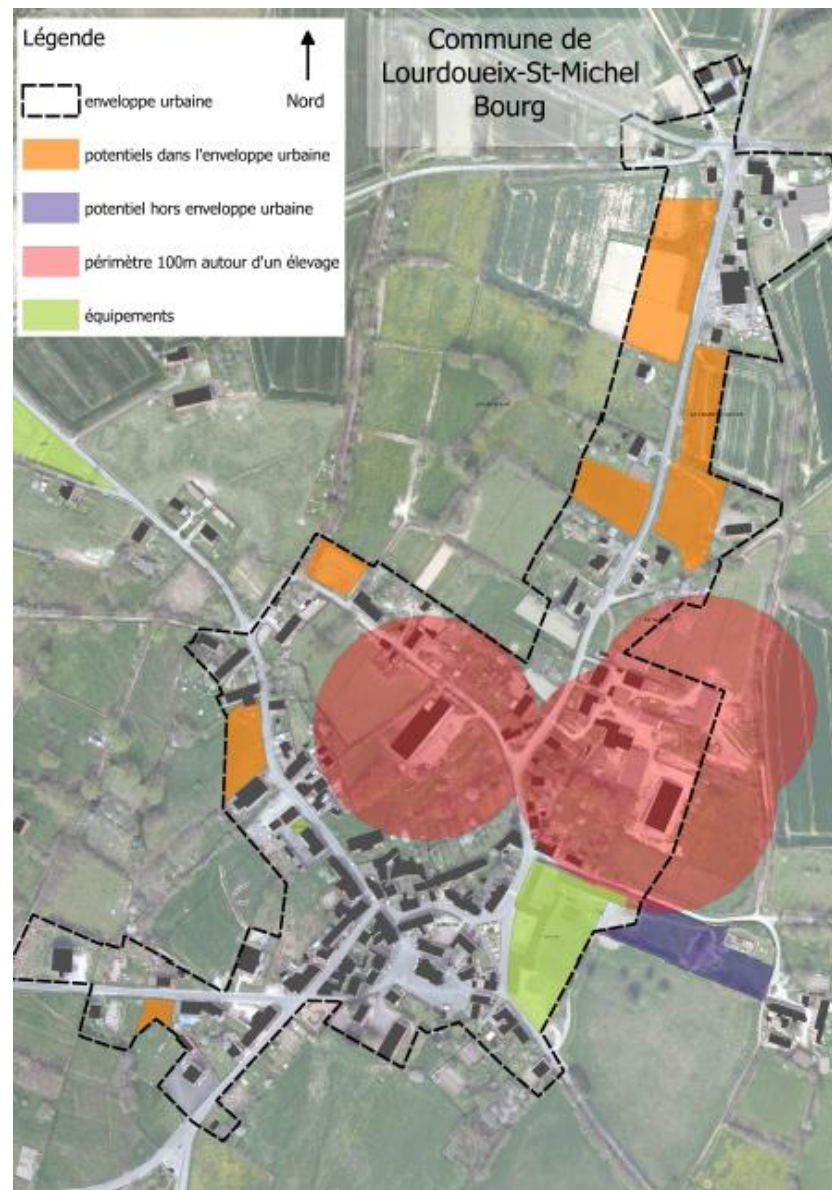 Légende
Nord
enveloppe urbaine
potentiels dans l'enveloppe urbaine
potentiel hors enveloppe urbaine
périmètre 100m autour d'un élevage
équipements
Commune de
Lourdoueix-St-Michel
Bourg